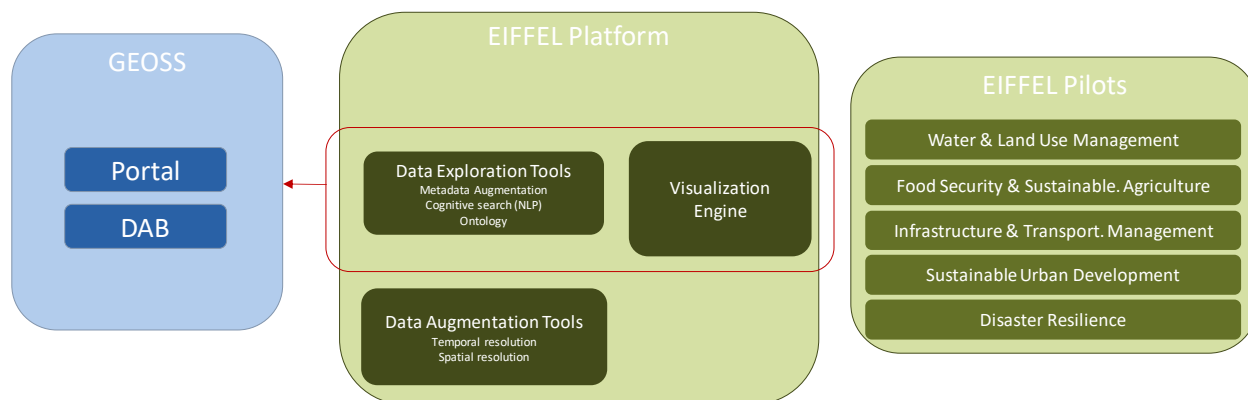 GEOSS
Portal
DAB
EIFFEL Platform
Data Exploration Tools
Metadata Augmentation
Cognitive search (NLP)
Ontology
Visualization
Engine
Data Augmentation Tools
Temporal resolution
Spatial resolution
EIFFEL Pilots
Water & Land Use Management
Food Security & Sustainable. Agriculture
Infrastructure & Transport. Management
Sustainable Urban Development
Disaster Resilience